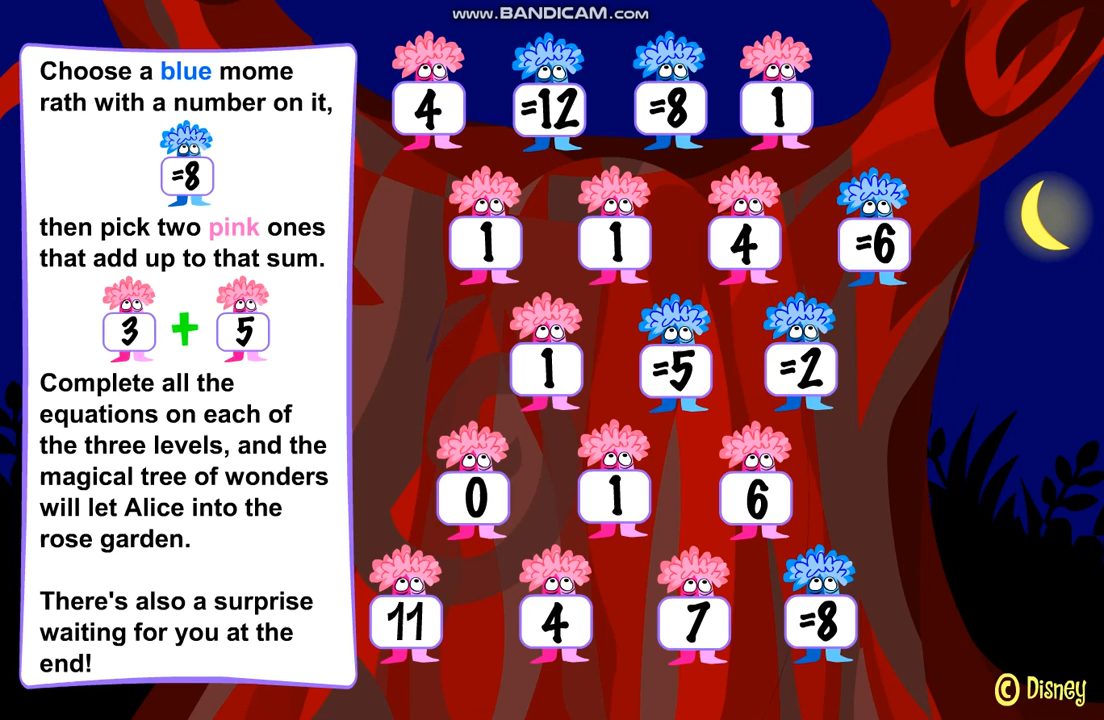 www.BANDICAM.com
Choose a blue mome
rath with a number on it,
=8
then pick two pink ones
that add up to that sum.
3 + 5
Complete all the
equations on each of
the three levels, and the
magical tree of wonders
will let Alice into the
rose garden.
There's also a surprise
waiting for you at the
end!
4 =12 =8 1
1 1 4 =6
1 =5 =2
0 1 6
11 4 7 =8
© Disney